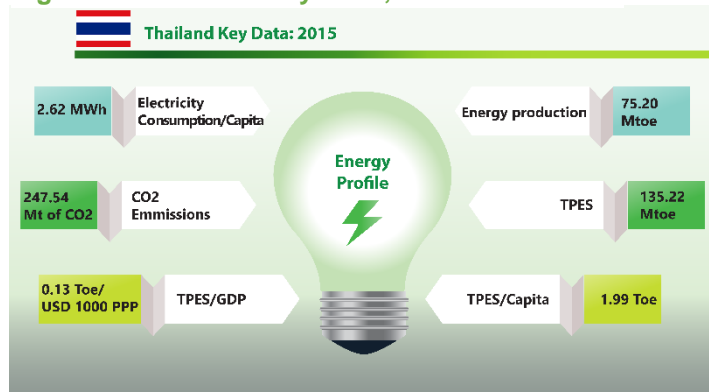 Thailand Key Data: 2015
2.62 MWh
Electricity
Consumption/Capita
Energy production
75.20
Mtoe
Energy
Profile
247.54
Mt of CO2
CO2
Emmissions
TPES
135.22
Mtoe
0.13 Toe/
USD 1000 PPP
TPES/GDP
TPES/Capita
1.99 Toe